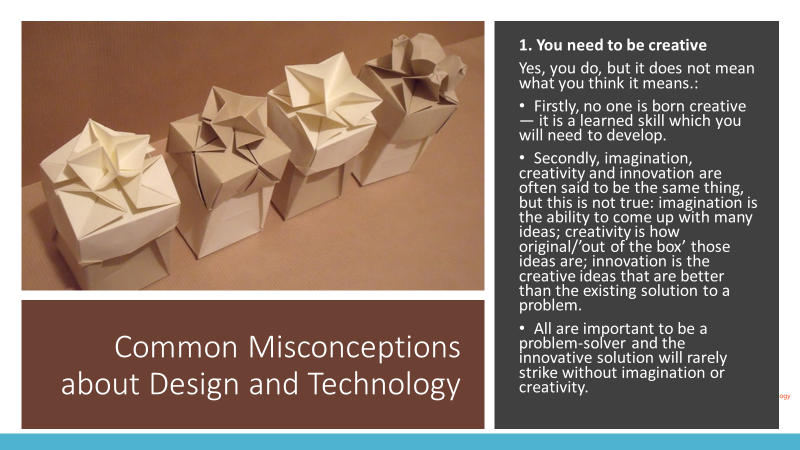 1. You need to be creative
Yes, you do, but it does not mean
what you think it means.:
• Firstly, no one is born creative
— it is a learned skill which you
will need to develop.
• Secondly, imagination,
creativity and innovation are
often said to be the same thing,
but this is not true: imagination is
the ability to come up with many
ideas; creativity is how
original/’out of the box’ those
ideas are; innovation is the
creative ideas that are better
than the existing solution to a
problem.
• All are important to be a
problem-solver and the
innovative solution will rarely
strike without imagination or
creativity.
Common Misconceptions
about Design and Technology
ogy